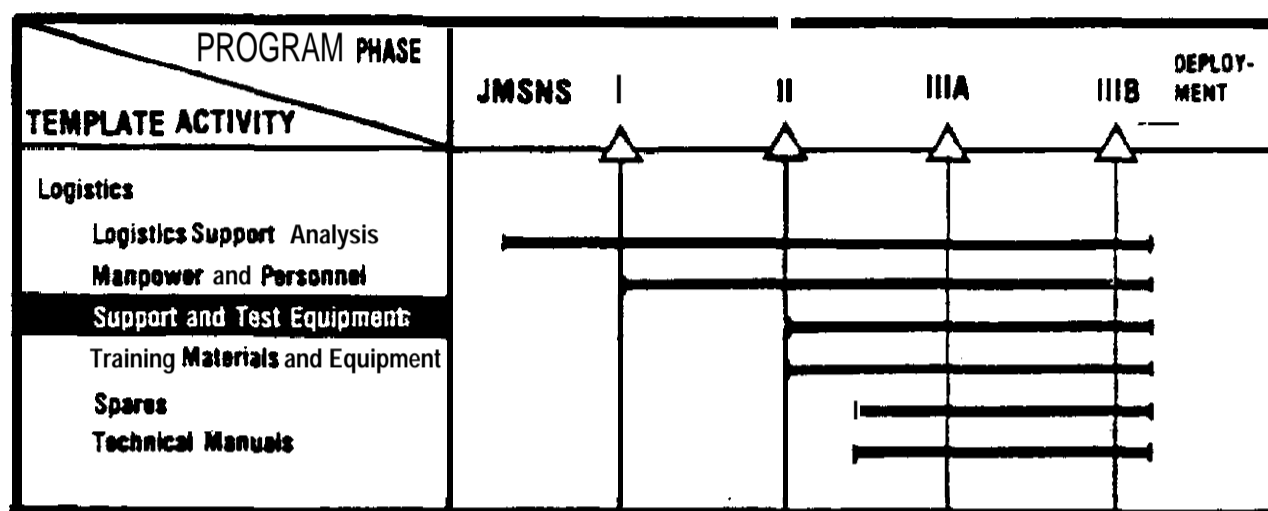 PROGRAM PHASE
TEMPLATE ACTIVITY
JMSNS I II IIIA IIIB DEPLOY-
MENT
Logistics
Logistics Support Analysis
Manpower and Personnel
Support and Test Equipment
Training Materials and Equipment
Spares
Technical Manuals